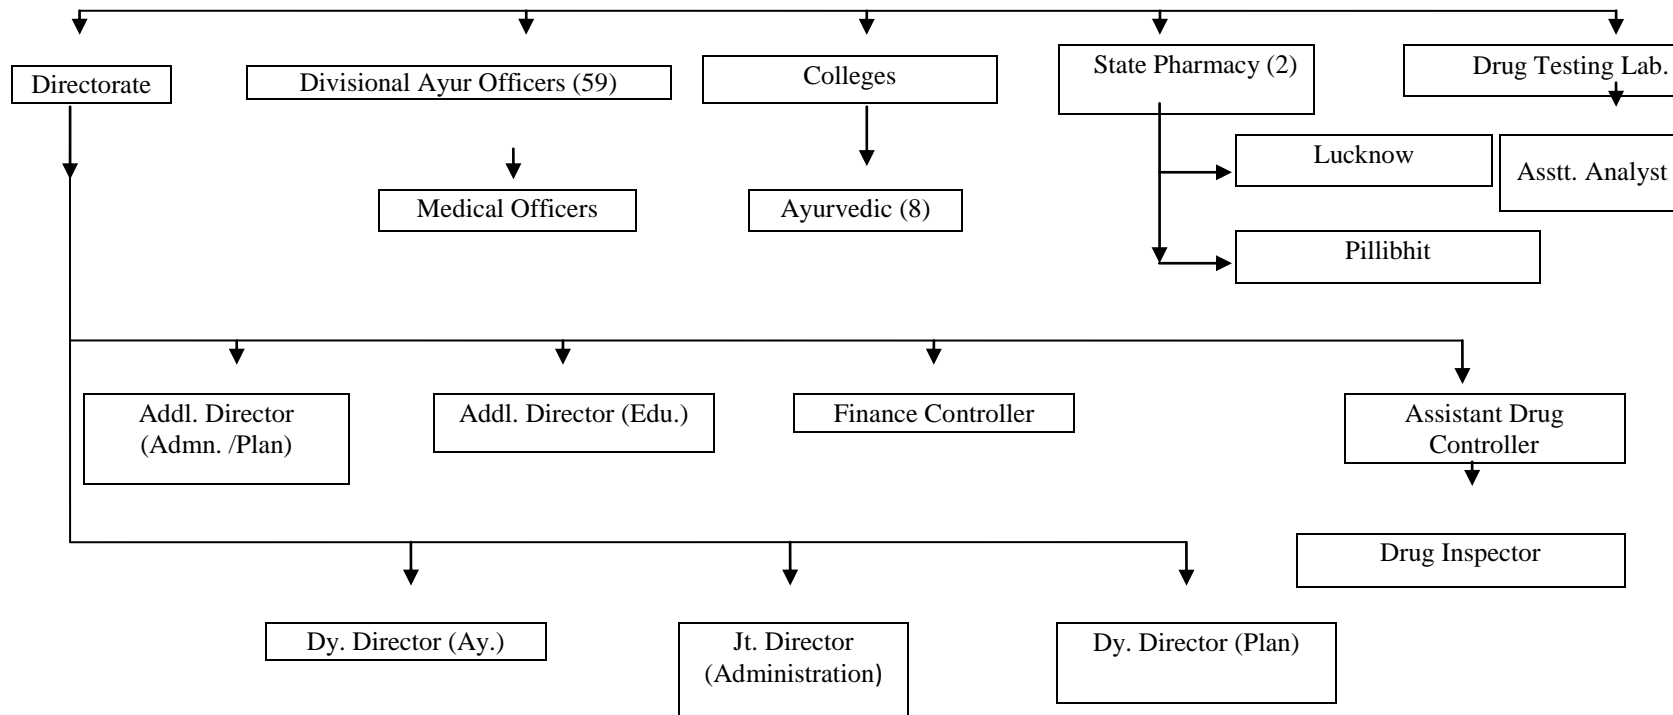 Directorate
Divisional Ayur Officers (59)
Colleges
State Pharmacy (2)
Drug Testing Lab.
Medical Officers
Ayurvedic (8)
Lucknow
Asstt. Analyst
Pillibhit
Addl. Director
(Admn. /Plan)
Addl. Director (Edu.)
Finance Controller
Assistant Drug
Controller
Drug Inspector
Dy. Director (Ay.)
Jt. Director
(Administration)
Dy. Director (Plan)